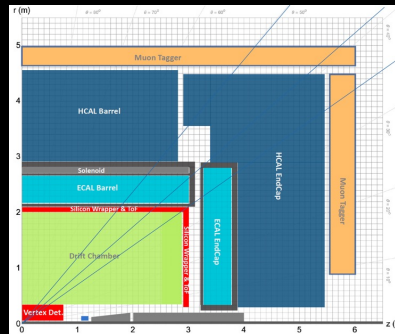 r (m)
5
Muon Tagger
4
HCAL Barrel
HCAL EndCap
3
Solenoid
ECAL Barrel
ECAL EndCap
Muon Tagger
2
Silicon Wrapper & ToF
Silicon Wrapper & ToF
Drift Chamber
1
Vertex Det.
0
0
1
2
3
4
5
6
z (